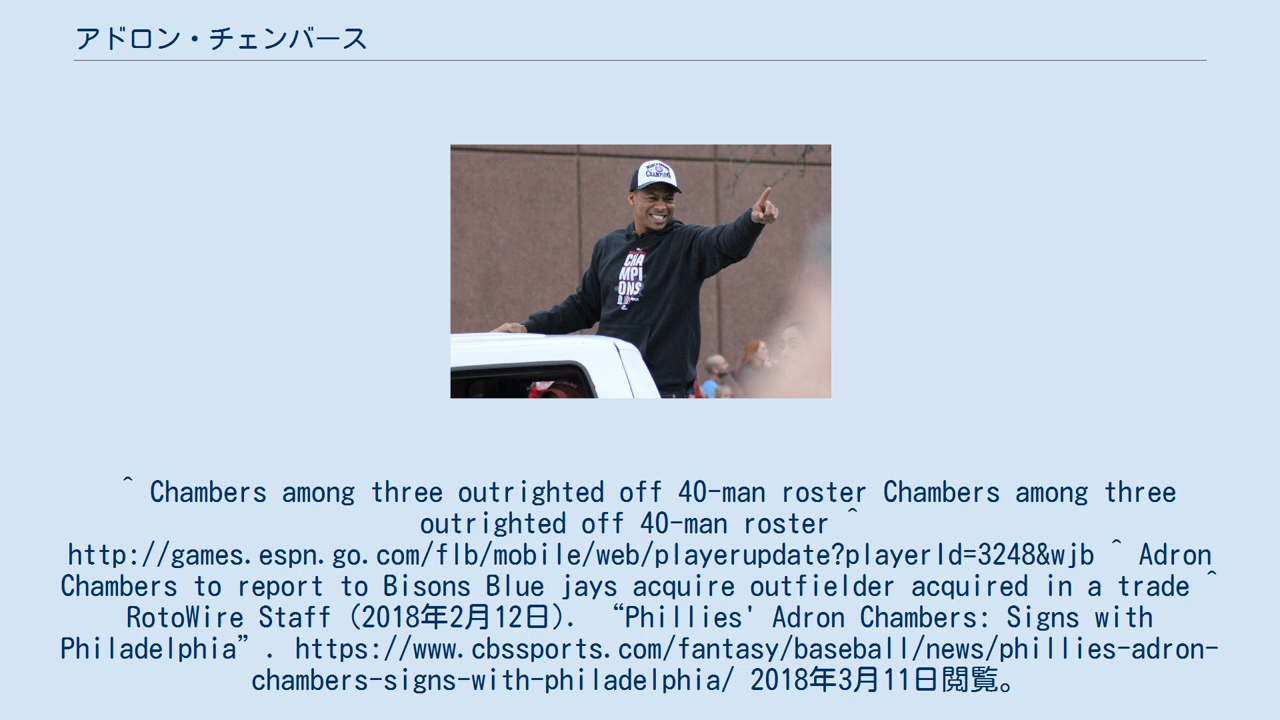 アドロン・チェンバース
CHAMPIONS
CHA
MPI
ONS
^ Chambers among three outrighted off 40-man roster Chambers among three
outrighted off 40-man roster ^
http://games.espn.go.com/flb/mobile/web/playerupdate?playerId=3248&wjb ^ Adron
Chambers to report to Bisons Blue jays acquire outfielder acquired in a trade ^
RotoWire Staff (2018年2月12日). “Phillies' Adron Chambers: Signs with
Philadelphia”. https://www.cbssports.com/fantasy/baseball/news/phillies-adron-
chambers-signs-with-philadelphia/ 2018年3月11日閲覧。